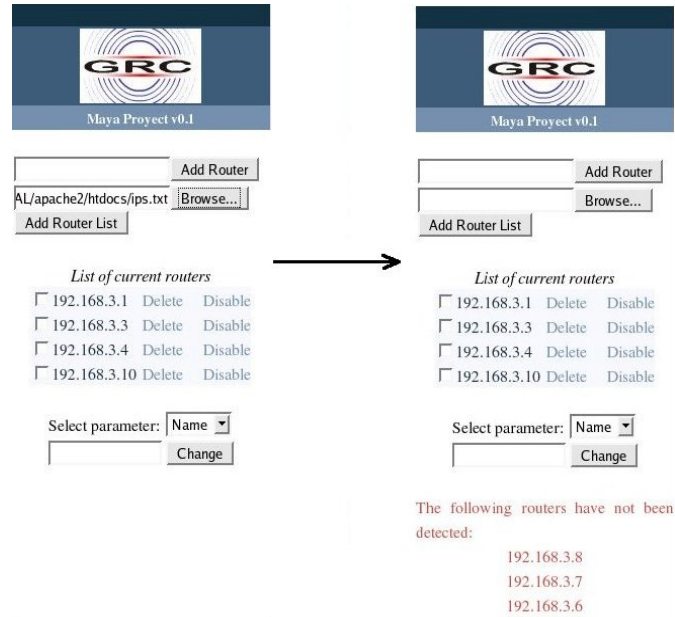 GRC
Maya Proyect v0.1
Add Router
AL/apache2/htdocs/ips.txt Browse...
Add Router List
List of current routers
192.168.3.1 Delete Disable
192.168.3.3 Delete Disable
192.168.3.4 Delete Disable
192.168.3.10 Delete Disable
Select parameter: Name
Change
GRC
Maya Proyect v0.1
Add Router
Browse...
Add Router List
List of current routers
192.168.3.1 Delete Disable
192.168.3.3 Delete Disable
192.168.3.4 Delete Disable
192.168.3.10 Delete Disable
Select parameter: Name
Change
The following routers have not been
detected:
192.168.3.8
192.168.3.7
192.168.3.6